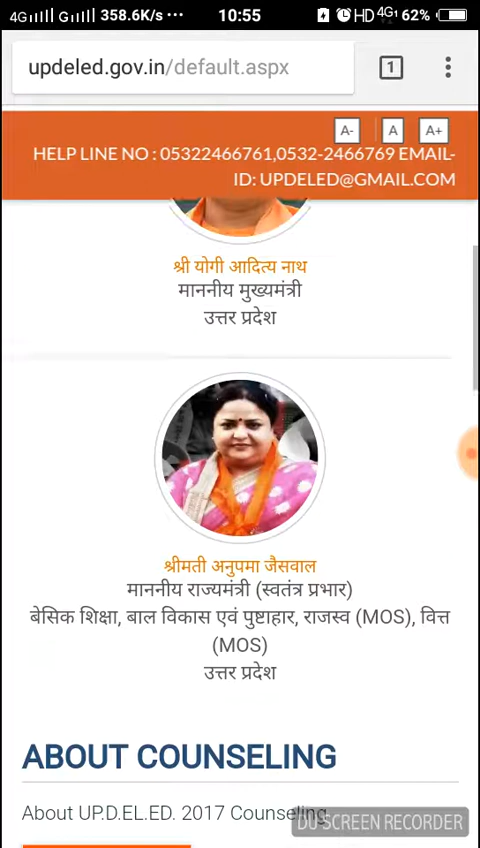 4G G 358.6K/s ••• 10:55 HD 4G 62%
updeled.gov.in/default.aspx 1
A- A A+
HELP LINE NO : 05322466761,0532-2466769 EMAIL-
ID: UPDELED@GMAIL.COM
श्री योगी आदित्य नाथ
माननीय मुख्यमंत्री
उत्तर प्रदेश
श्रीमती अनुपमा जैसवाल
माननीय राज्यमंत्री (स्वतंत्र प्रभार)
बेसिक शिक्षा, बाल विकास एवं पुष्टाहार, राजस्व (MOS), वित्त
(MOS)
उत्तर प्रदेश
ABOUT COUNSELING
About UP.D.EL.ED. 2017 Counseling
DU SCREEN RECORDER